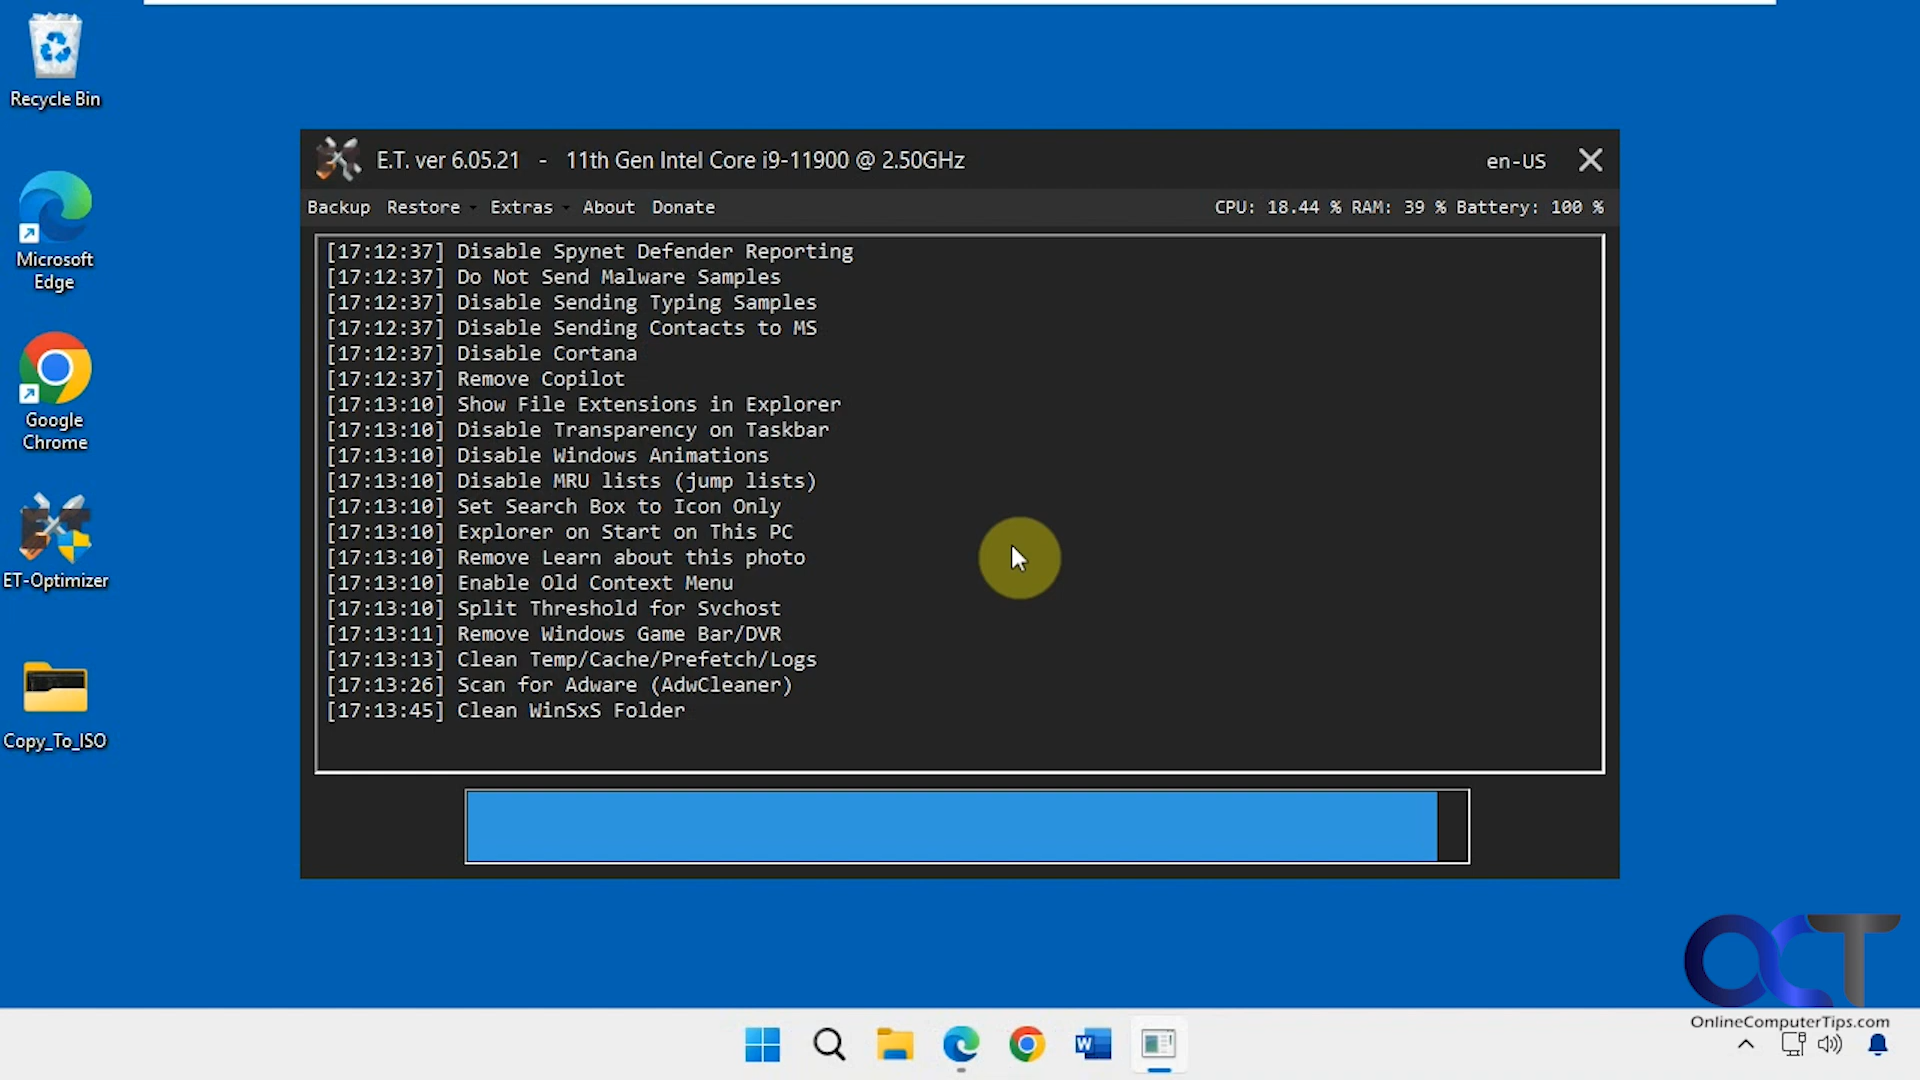 Recycle Bin
Microsoft
Edge
Google
Chrome
ET-Optimizer
Copy_To_ISO
E.T. ver 6.05.21 - 11th Gen Intel Core i9-11900 @ 2.50GHz
en-US
Backup Restore Extras About Donate
CPU: 18.44 % RAM: 39 % Battery: 100 %
[17:12:37] Disable Spynet Defender Reporting
[17:12:37] Do Not Send Malware Samples
[17:12:37] Disable Sending Typing Samples
[17:12:37] Disable Sending Contacts to MS
[17:12:37] Disable Cortana
[17:12:37] Remove Copilot
[17:13:10] Show File Extensions in Explorer
[17:13:10] Disable Transparency on Taskbar
[17:13:10] Disable Windows Animations
[17:13:10] Disable MRU lists (jump lists)
[17:13:10] Set Search Box to Icon Only
[17:13:10] Explorer on Start on This PC
[17:13:10] Remove Learn about this photo
[17:13:10] Enable Old Context Menu
[17:13:10] Split Threshold for Svchost
[17:13:11] Remove Windows Game Bar/DVR
[17:13:13] Clean Temp/Cache/Prefetch/Logs
[17:13:26] Scan for Adware (AdwCleaner)
[17:13:45] Clean WinSxS Folder
OCT
OnlineComputerTips.com